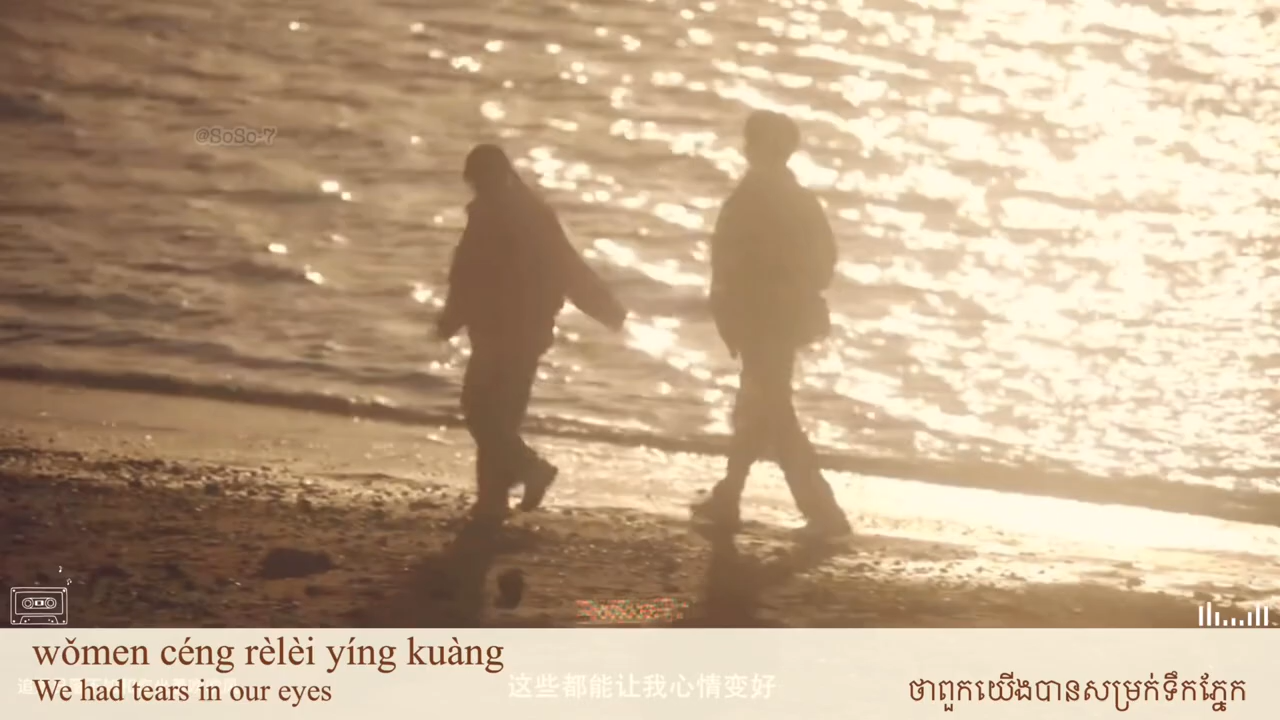 @SoSo-7
wǒmen céng rèlèi yíng kuàng
We had tears in our eyes
这些都能让我心情变好
ថាពួកយើងបានសម្រក់ទឹកភ្នែក